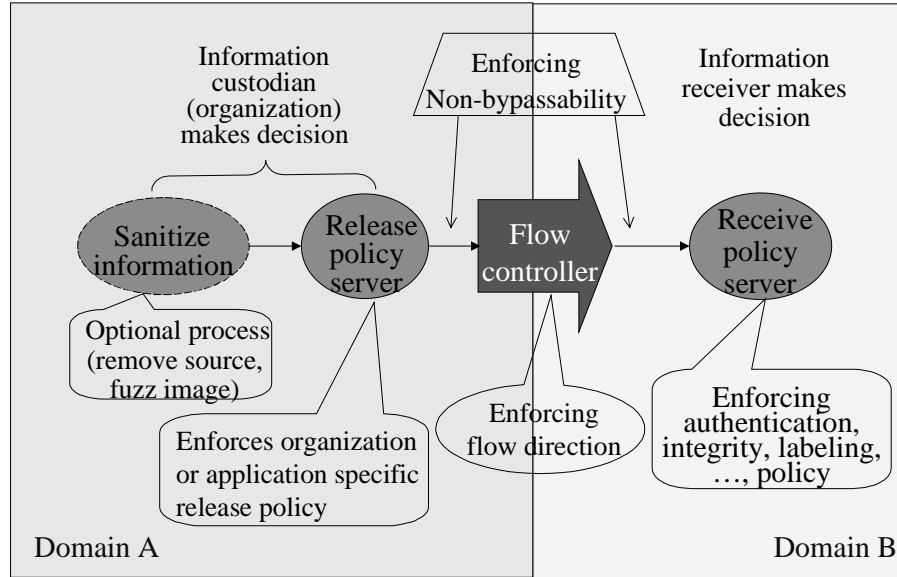 Information
custodian
(organization)
makes decision
Enforcing
Non-bypassability
Information
receiver makes
decision
Sanitize
information
Release
policy
server
Flow
controller
Receive
policy
server
Optional process
(remove source,
fuzz image)
Enforces organization
or application specific
release policy
Enforcing
flow direction
Enforcing
authentication,
integrity, labeling,
…, policy
Domain A
Domain B